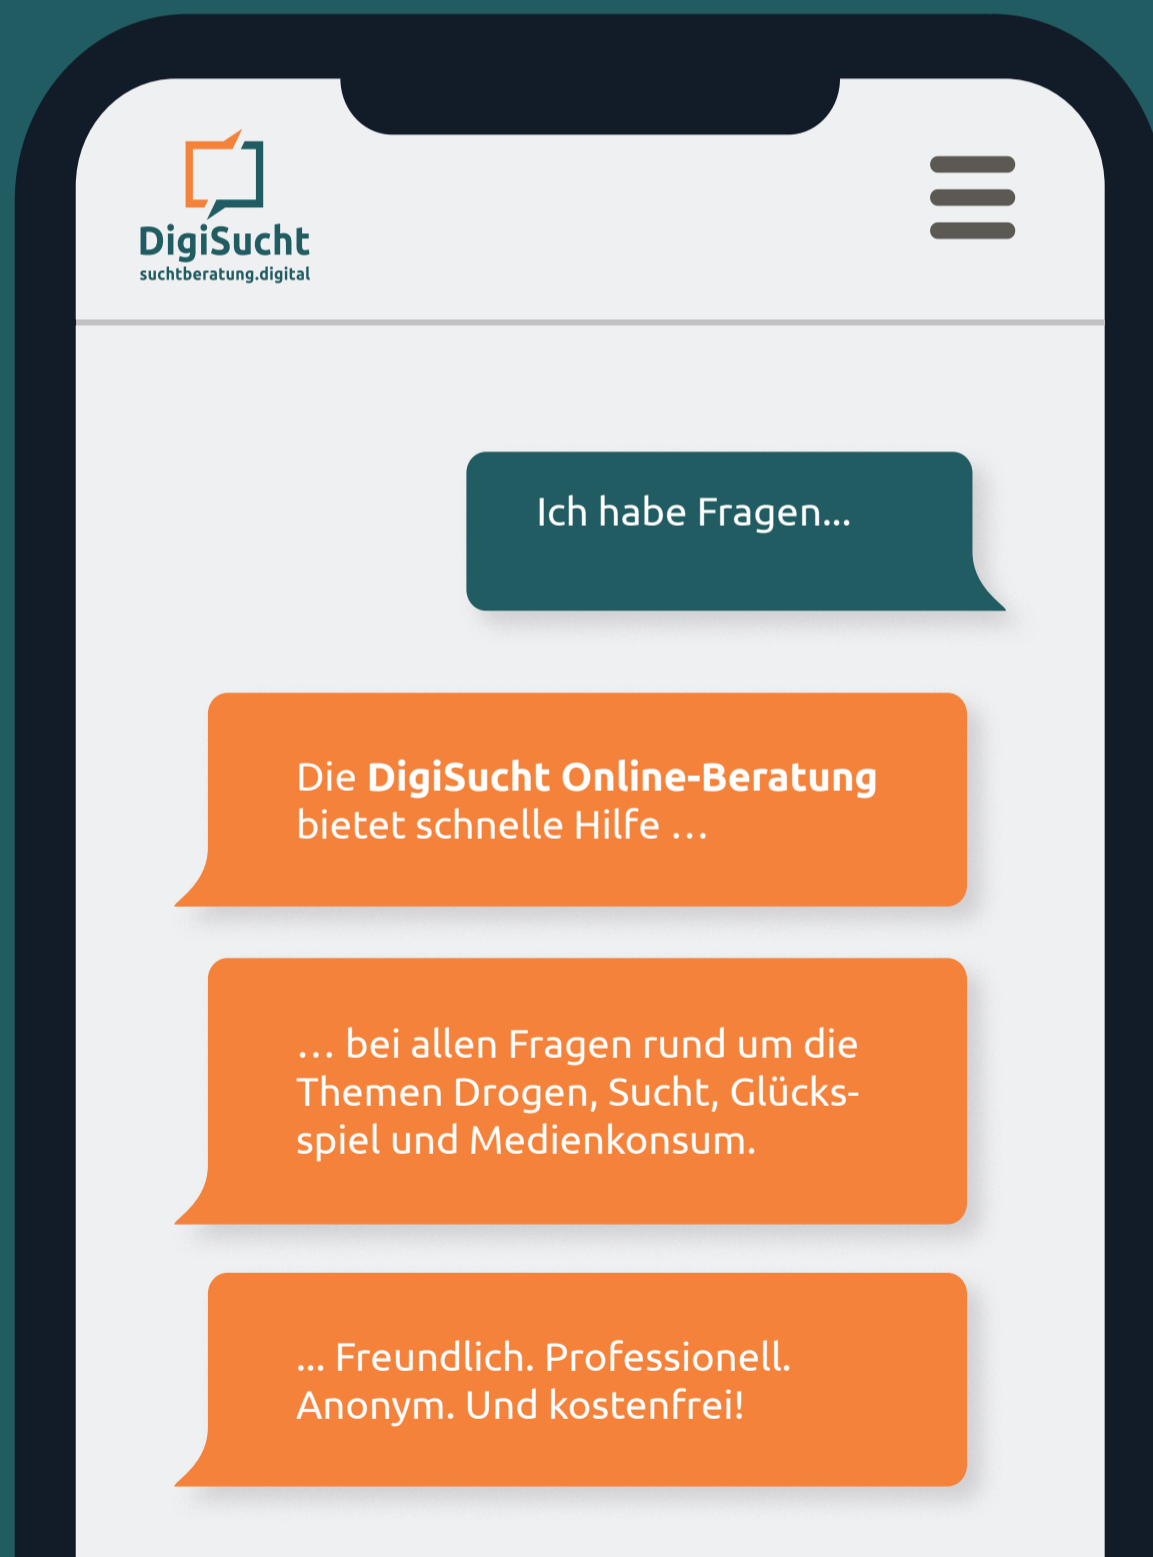 DigiSucht
suchtberatung.digital
Ich habe Fragen...
Die DigiSucht Online-Beratung
bietet schnelle Hilfe …
… bei allen Fragen rund um die
Themen Drogen, Sucht, Glücks-
spiel und Medienkonsum.
... Freundlich. Professionell.
Anonym. Und kostenfrei!